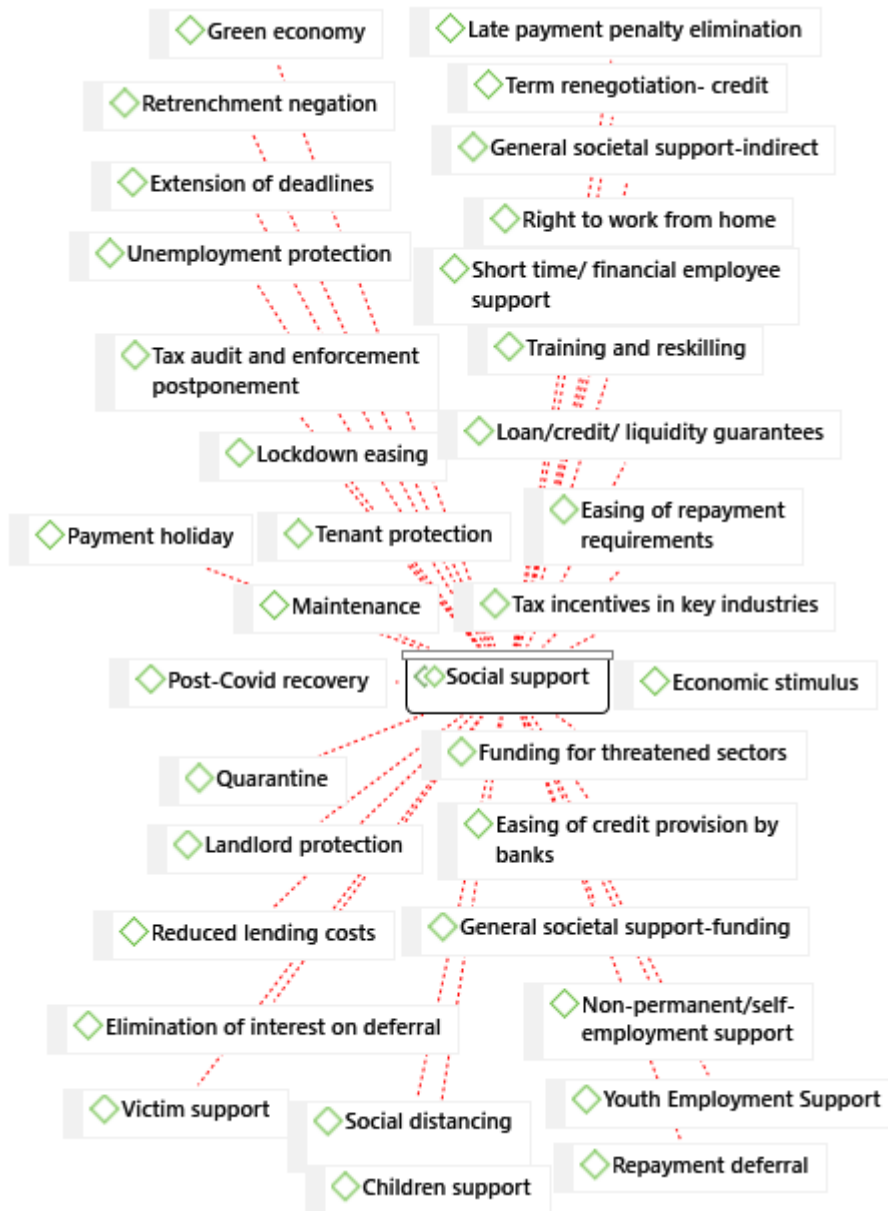 Green economy
Late payment penalty elimination
Retrenchment negation
Term renegotiation- credit
General societal support-indirect
Extension of deadlines
Right to work from home
Unemployment protection
Short time/ financial employee
support
Tax audit and enforcement
postponement
Training and reskilling
Lockdown easing
Loan/credit/ liquidity guarantees
Payment holiday
Tenant protection
Easing of repayment
requirements
Maintenance
Tax incentives in key industries
Post-Covid recovery
Social support
Economic stimulus
Quarantine
Funding for threatened sectors
Landlord protection
Easing of credit provision by
banks
Reduced lending costs
General societal support-funding
Elimination of interest on deferral
Non-permanent/self-
employment support
Victim support
Social distancing
Youth Employment Support
Children support
Repayment deferral